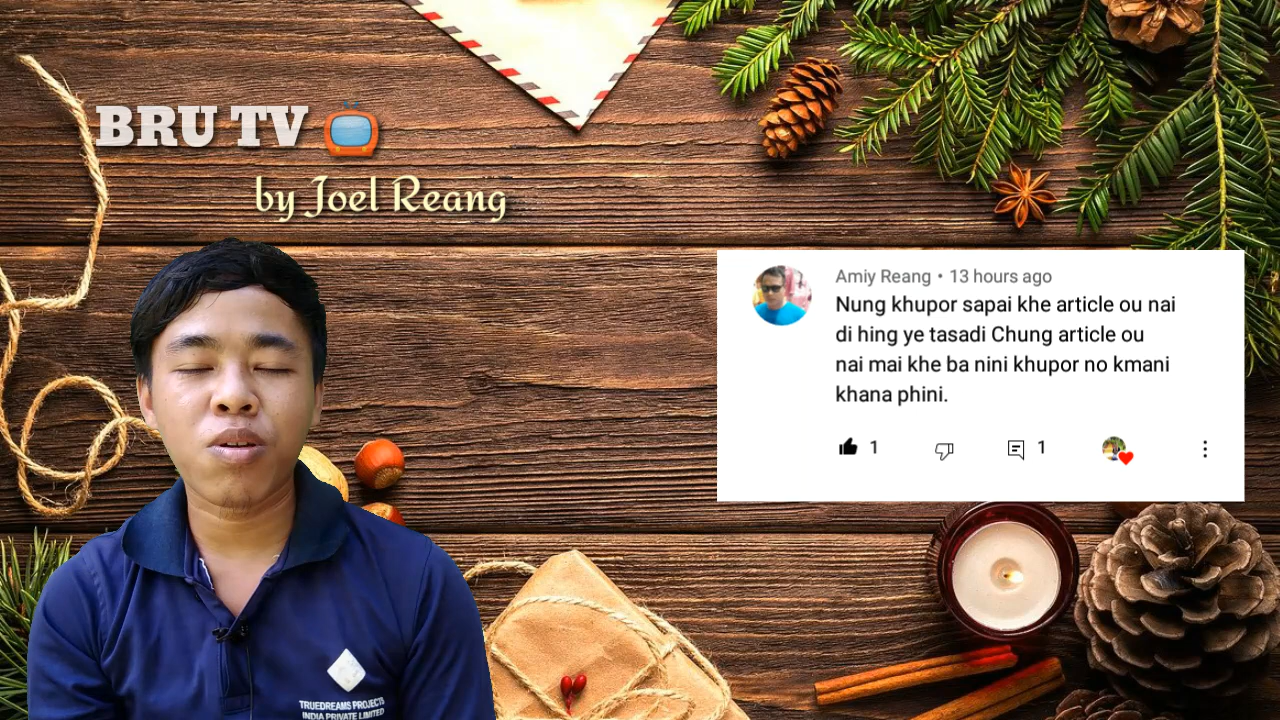 BRU TV
by Joel Reang
Amiy Reang • 13 hours ago
Nung khupor sapai khe article ou nai
di hing ye tasadi Chung article ou
nai mai khe ba nini khupor no kmani
khana phini.
1
1
TRUEDREAMS PROJECTS
INDIA PRIVATE LIMITED